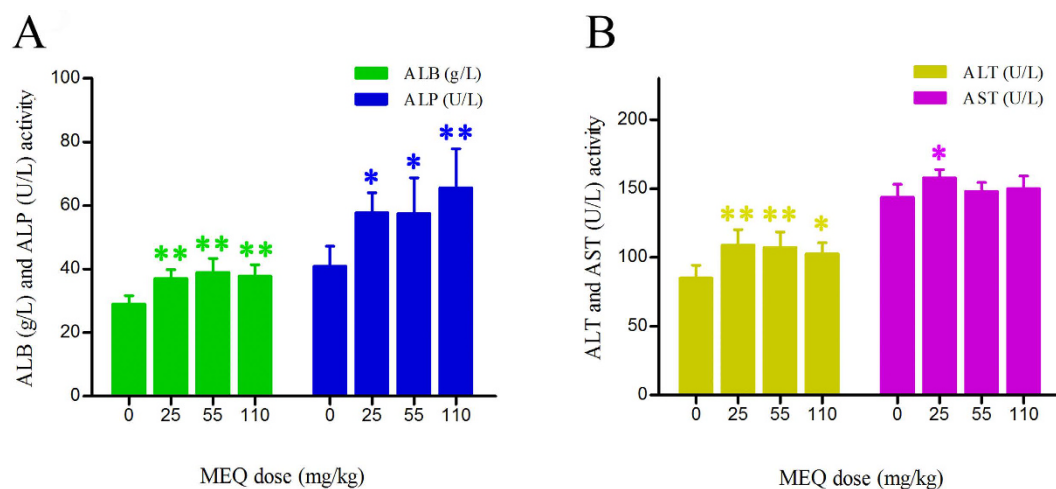 A
ALB (g/L) and ALP (U/L) activity
100
80
60
40
20
0
ALB (g/L)
ALP (U/L)
** ** ** * * **
0 25 55 110 0 25 55 110
MEQ dose (mg/kg)
B
ALT and AST (U/L) activity
200
150
100
50
0
ALT (U/L)
AST (U/L)
** ** * *
0 25 55 110 0 25 55 110
MEQ dose (mg/kg)